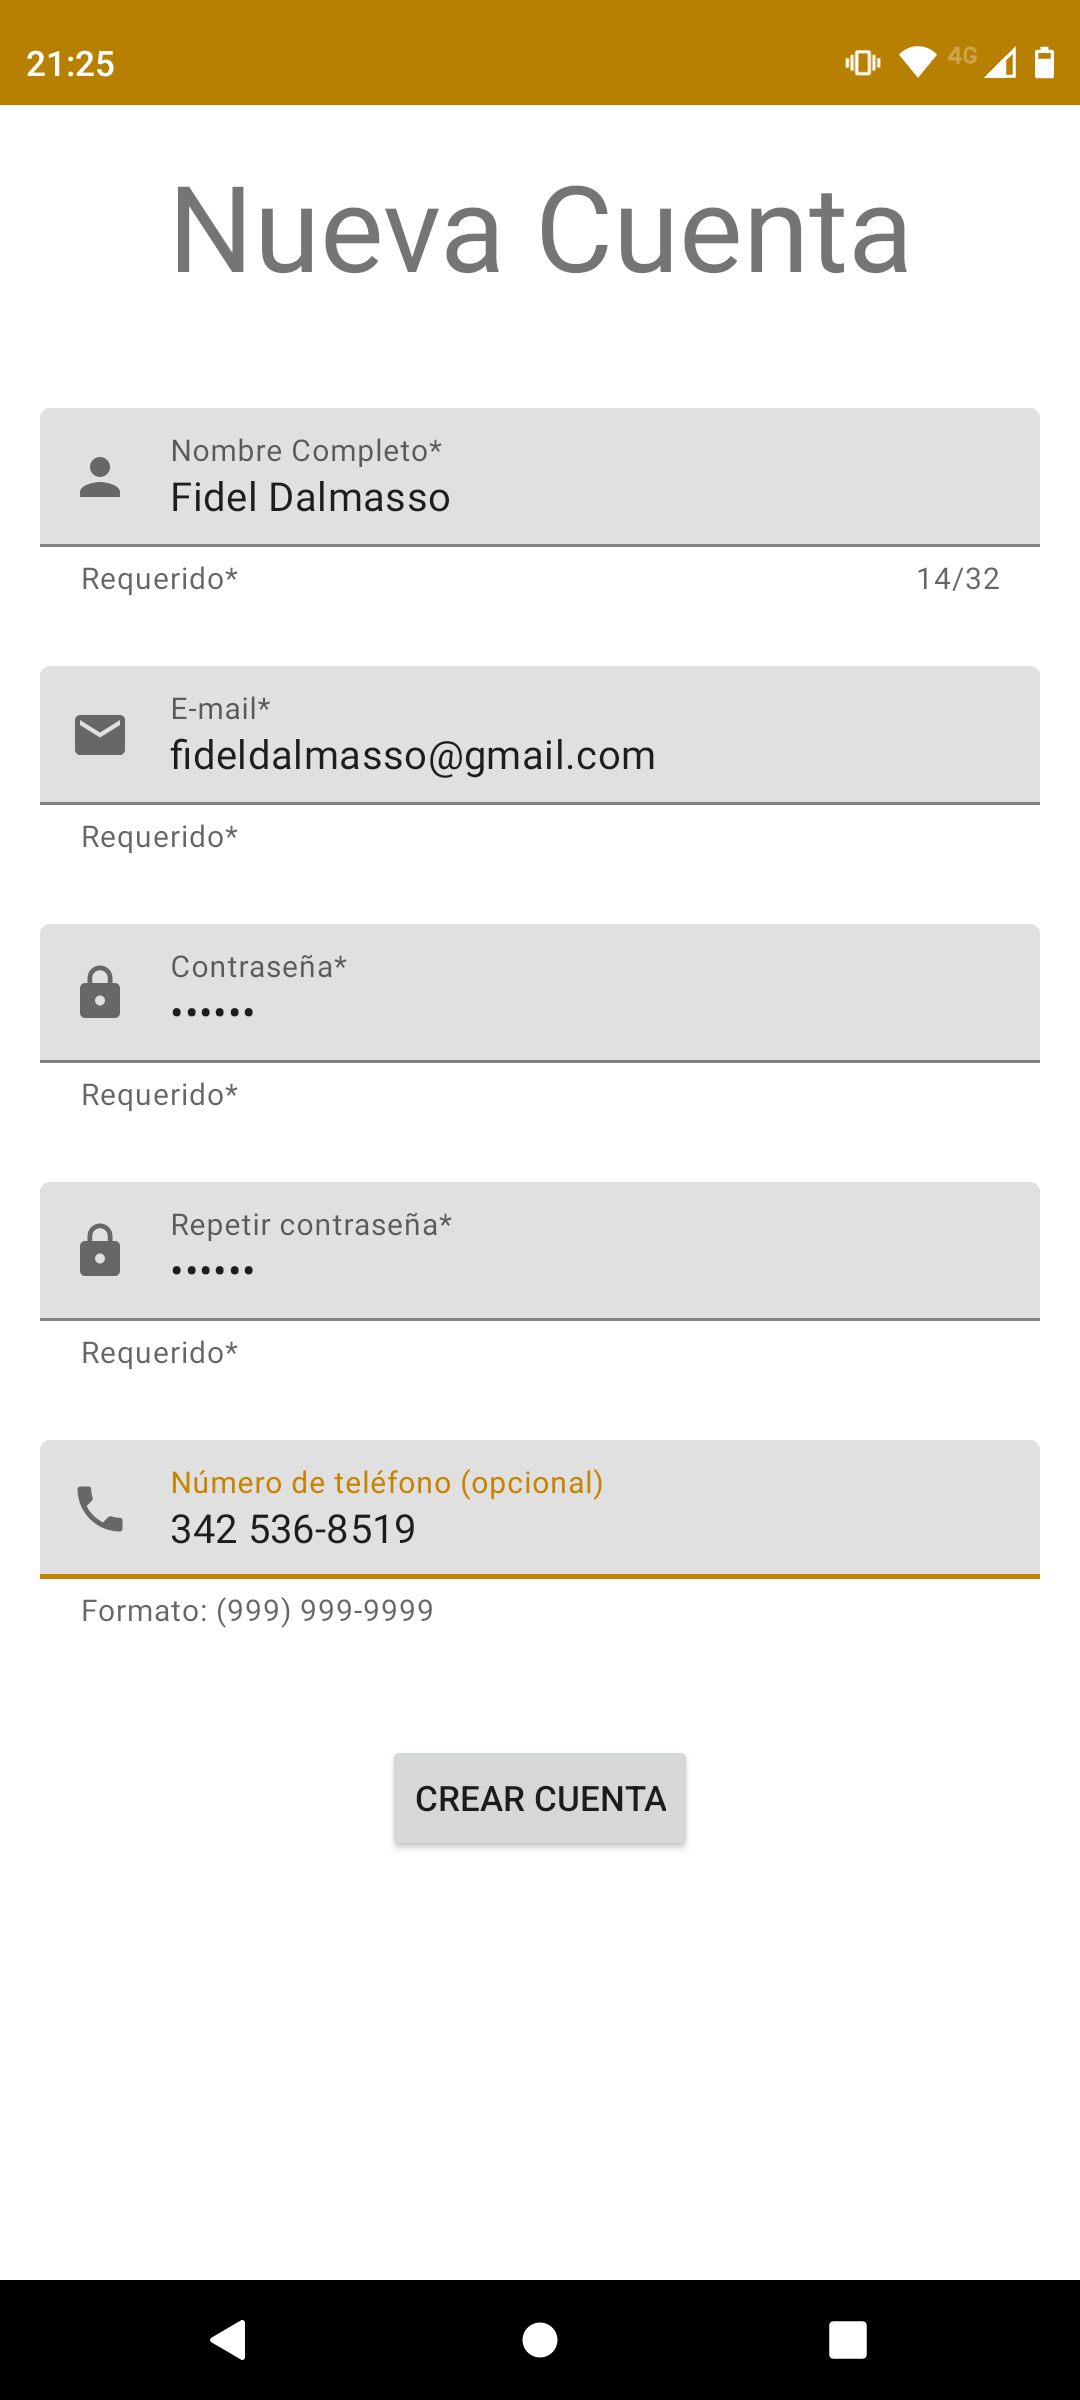 21:25
4G
Nueva Cuenta
Nombre Completo*
Fidel Dalmasso
Requerido*
14/32
E-mail*
fideldalmasso@gmail.com
Requerido*
Contraseña*
••••••
Requerido*
Repetir contraseña*
••••••
Requerido*
Número de teléfono (opcional)
342 536-8519
Formato: (999) 999-9999
CREAR CUENTA